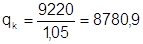 qk = 9220/1,05 = 8780,9